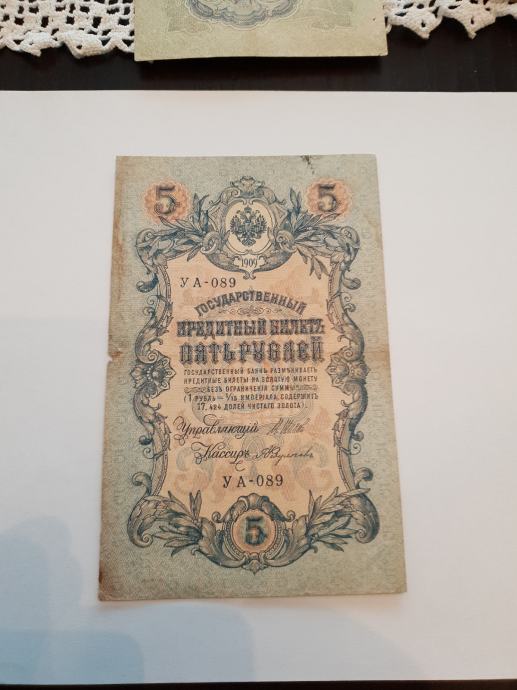 5 5
1909
УА-089
ГОСУДАРСТВЕННЫЙ
КРЕДИТНЫЙ БИЛЕТЪ
ПЯТЬ РУБЛЕЙ
ГОСУДАРСТВЕННЫЙ БАНКЪ РАЗМѢНИВАЕТЪ
КРЕДИТНЫЕ БИЛЕТЫ НА ЗОЛОТУЮ МОНЕТУ
БЕЗЪ ОГРАНИЧЕНІЯ СУММЫ
(1 РУБЛЬ = 1/15 ИМПЕРІАЛА, СОДЕРЖИТЪ
17,424 ДОЛЕЙ ЧИСТАГО ЗОЛОТА).
Управляющій
Кассиръ
УА-089
5